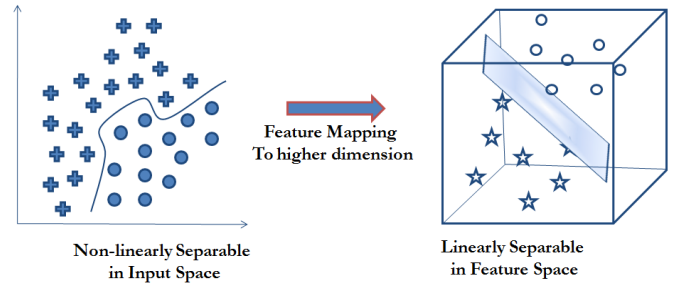 Feature Mapping
To higher dimension
Non-linearly Separable
in Input Space
Linearly Separable
in Feature Space